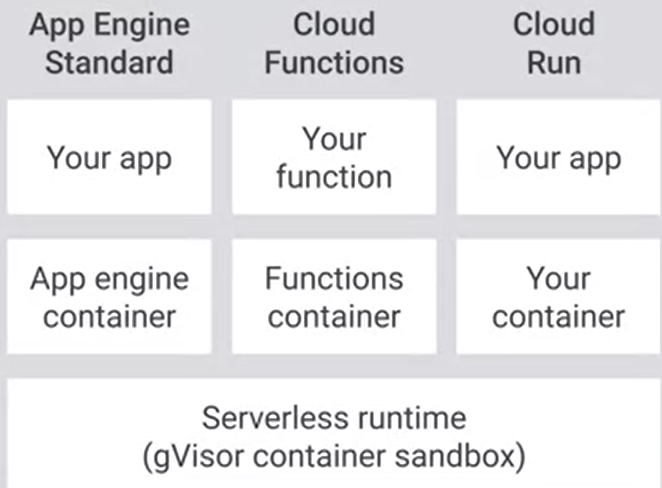 App Engine
Standard
Cloud
Functions
Cloud
Run
Your app
Your
function
Your app
App engine
container
Functions
container
Your
container
Serverless runtime
(gVisor container sandbox)